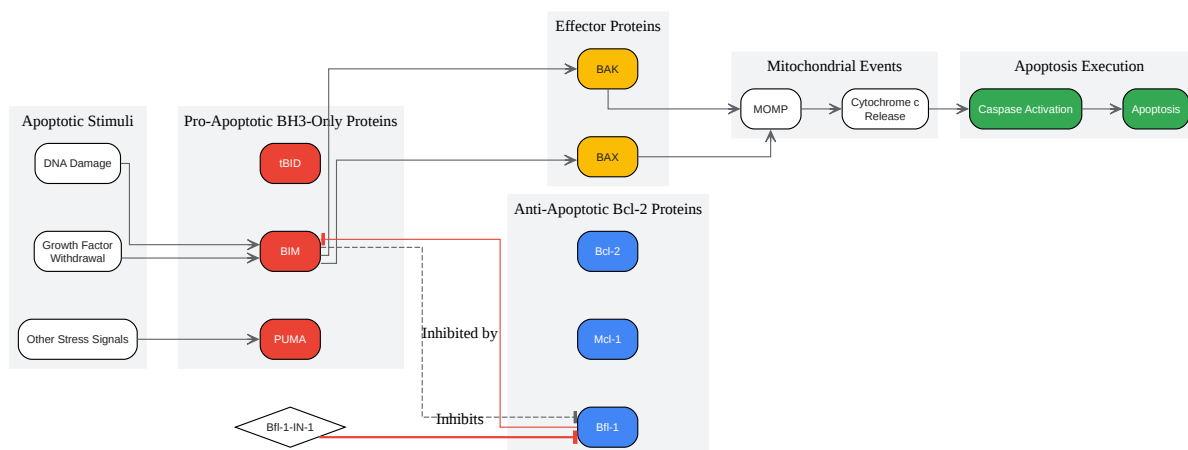 Effector Proteins
BAK
BAX
Mitochondrial Events
MOMP
Cytochrome c
Release
Apoptosis Execution
Caspase Activation
Apoptosis
Apoptotic Stimuli
DNA Damage
Growth Factor
Withdrawal
Other Stress Signals
Pro-Apoptotic BH3-Only Proteins
tBID
BIM
PUMA
Anti-Apoptotic Bcl-2 Proteins
Bcl-2
Mcl-1
Bfl-1
Inhibited by
Inhibits
Bfl-1-IN-1